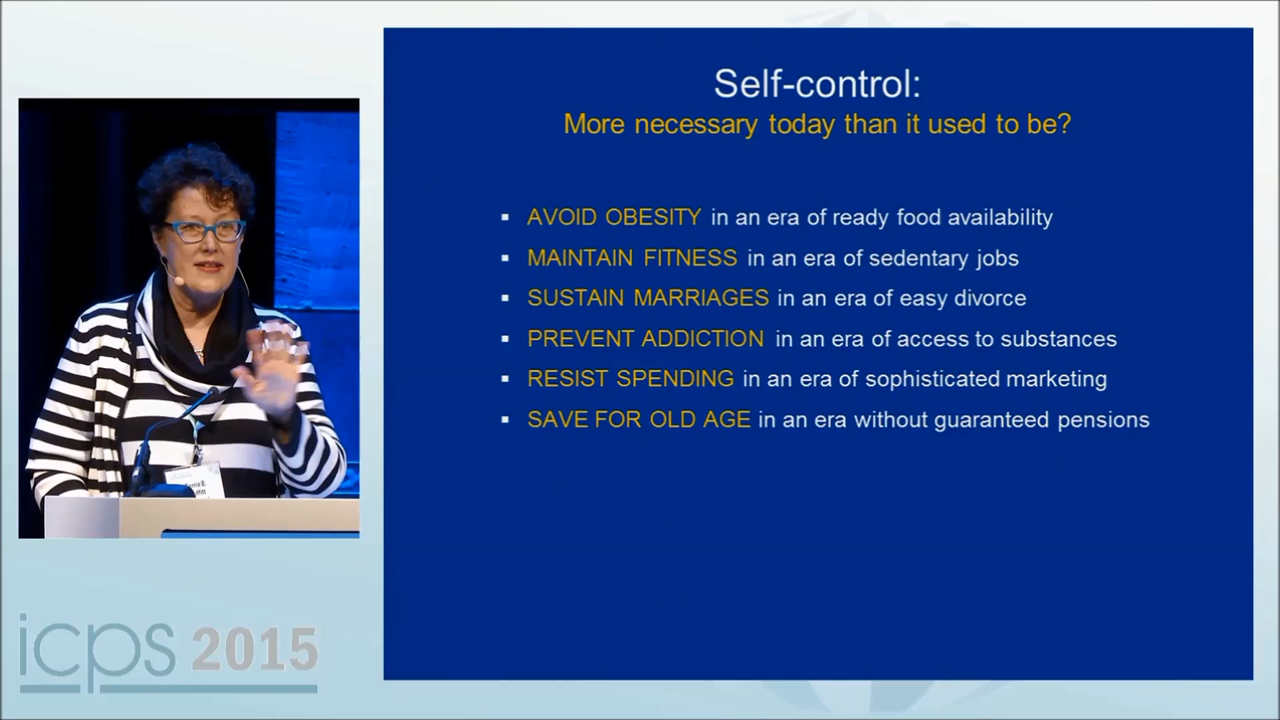 Self-control:
More necessary today than it used to be?
▪ AVOID OBESITY in an era of ready food availability
▪ MAINTAIN FITNESS in an era of sedentary jobs
▪ SUSTAIN MARRIAGES in an era of easy divorce
▪ PREVENT ADDICTION in an era of access to substances
▪ RESIST SPENDING in an era of sophisticated marketing
▪ SAVE FOR OLD AGE in an era without guaranteed pensions
icps 2015